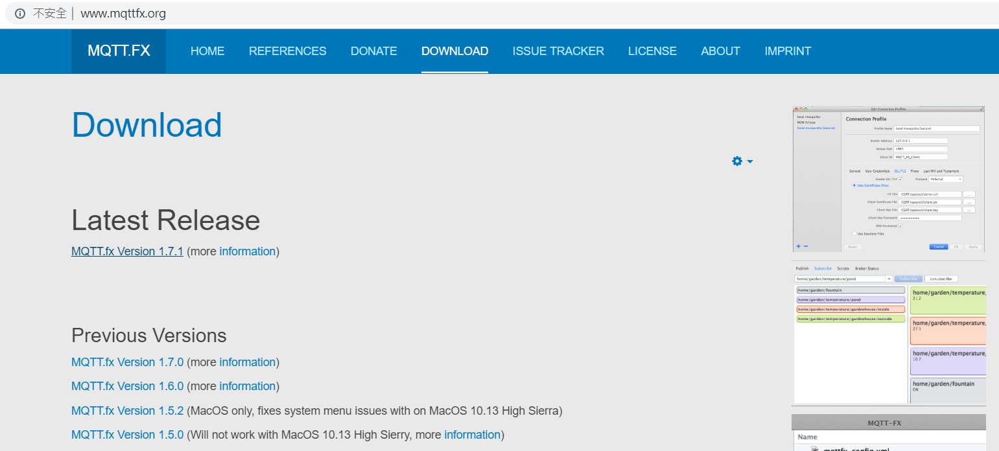 不安全 www.mqttfx.org
MQTT.FX HOME REFERENCES DONATE DOWNLOAD ISSUE TRACKER LICENSE ABOUT IMPRINT
Download
Latest Release
MQTT.fx Version 1.7.1 (more information)
Previous Versions
MQTT.fx Version 1.7.0 (more information)
MQTT.fx Version 1.6.0 (more information)
MQTT.fx Version 1.5.2 (MacOS only, fixes system menu issues with on MacOS 10.13 High Sierra)
MQTT.fx Version 1.5.0 (Will not work with MacOS 10.13 High Sierry, more information)
Edit Connection Profiles
local mosquitto
M2M Eclipse
local mosquitto (secure)
Connection Profile
Profile Name local mosquitto (secure)
Broker Address 127.0.0.1
Broker Port 1883
Client ID MQTT_FX_Client
General User Credentials SSL/TLS Proxy Last Will and Testament
Enable SSL/TLS Protocol TLSv1.2
Use Certificate Files
CA File /CERT/openssl/server.crt ...
Client Certificate File /CERT/openssl/client.crt ...
Client Key File /CERT/openssl/client.key ...
Client Key Password
PEM Formatted
Use Keystore Files
Revert Cancel OK Apply
Publish Subscribe Scripts Broker Status
home/garden/temperature/pond Subscribe Unsubscribe
home/garden/fountain
home/garden/temperature/pond
home/garden/temperature/gardenhouse/inside
home/garden/temperature/gardenhouse/outside
home/garden/temperature,
21.2
home/garden/temperature,
27.3
home/garden/temperature,
10.7
home/garden/fountain
ON
MQTT-FX
Name
mqttfx-config.xml